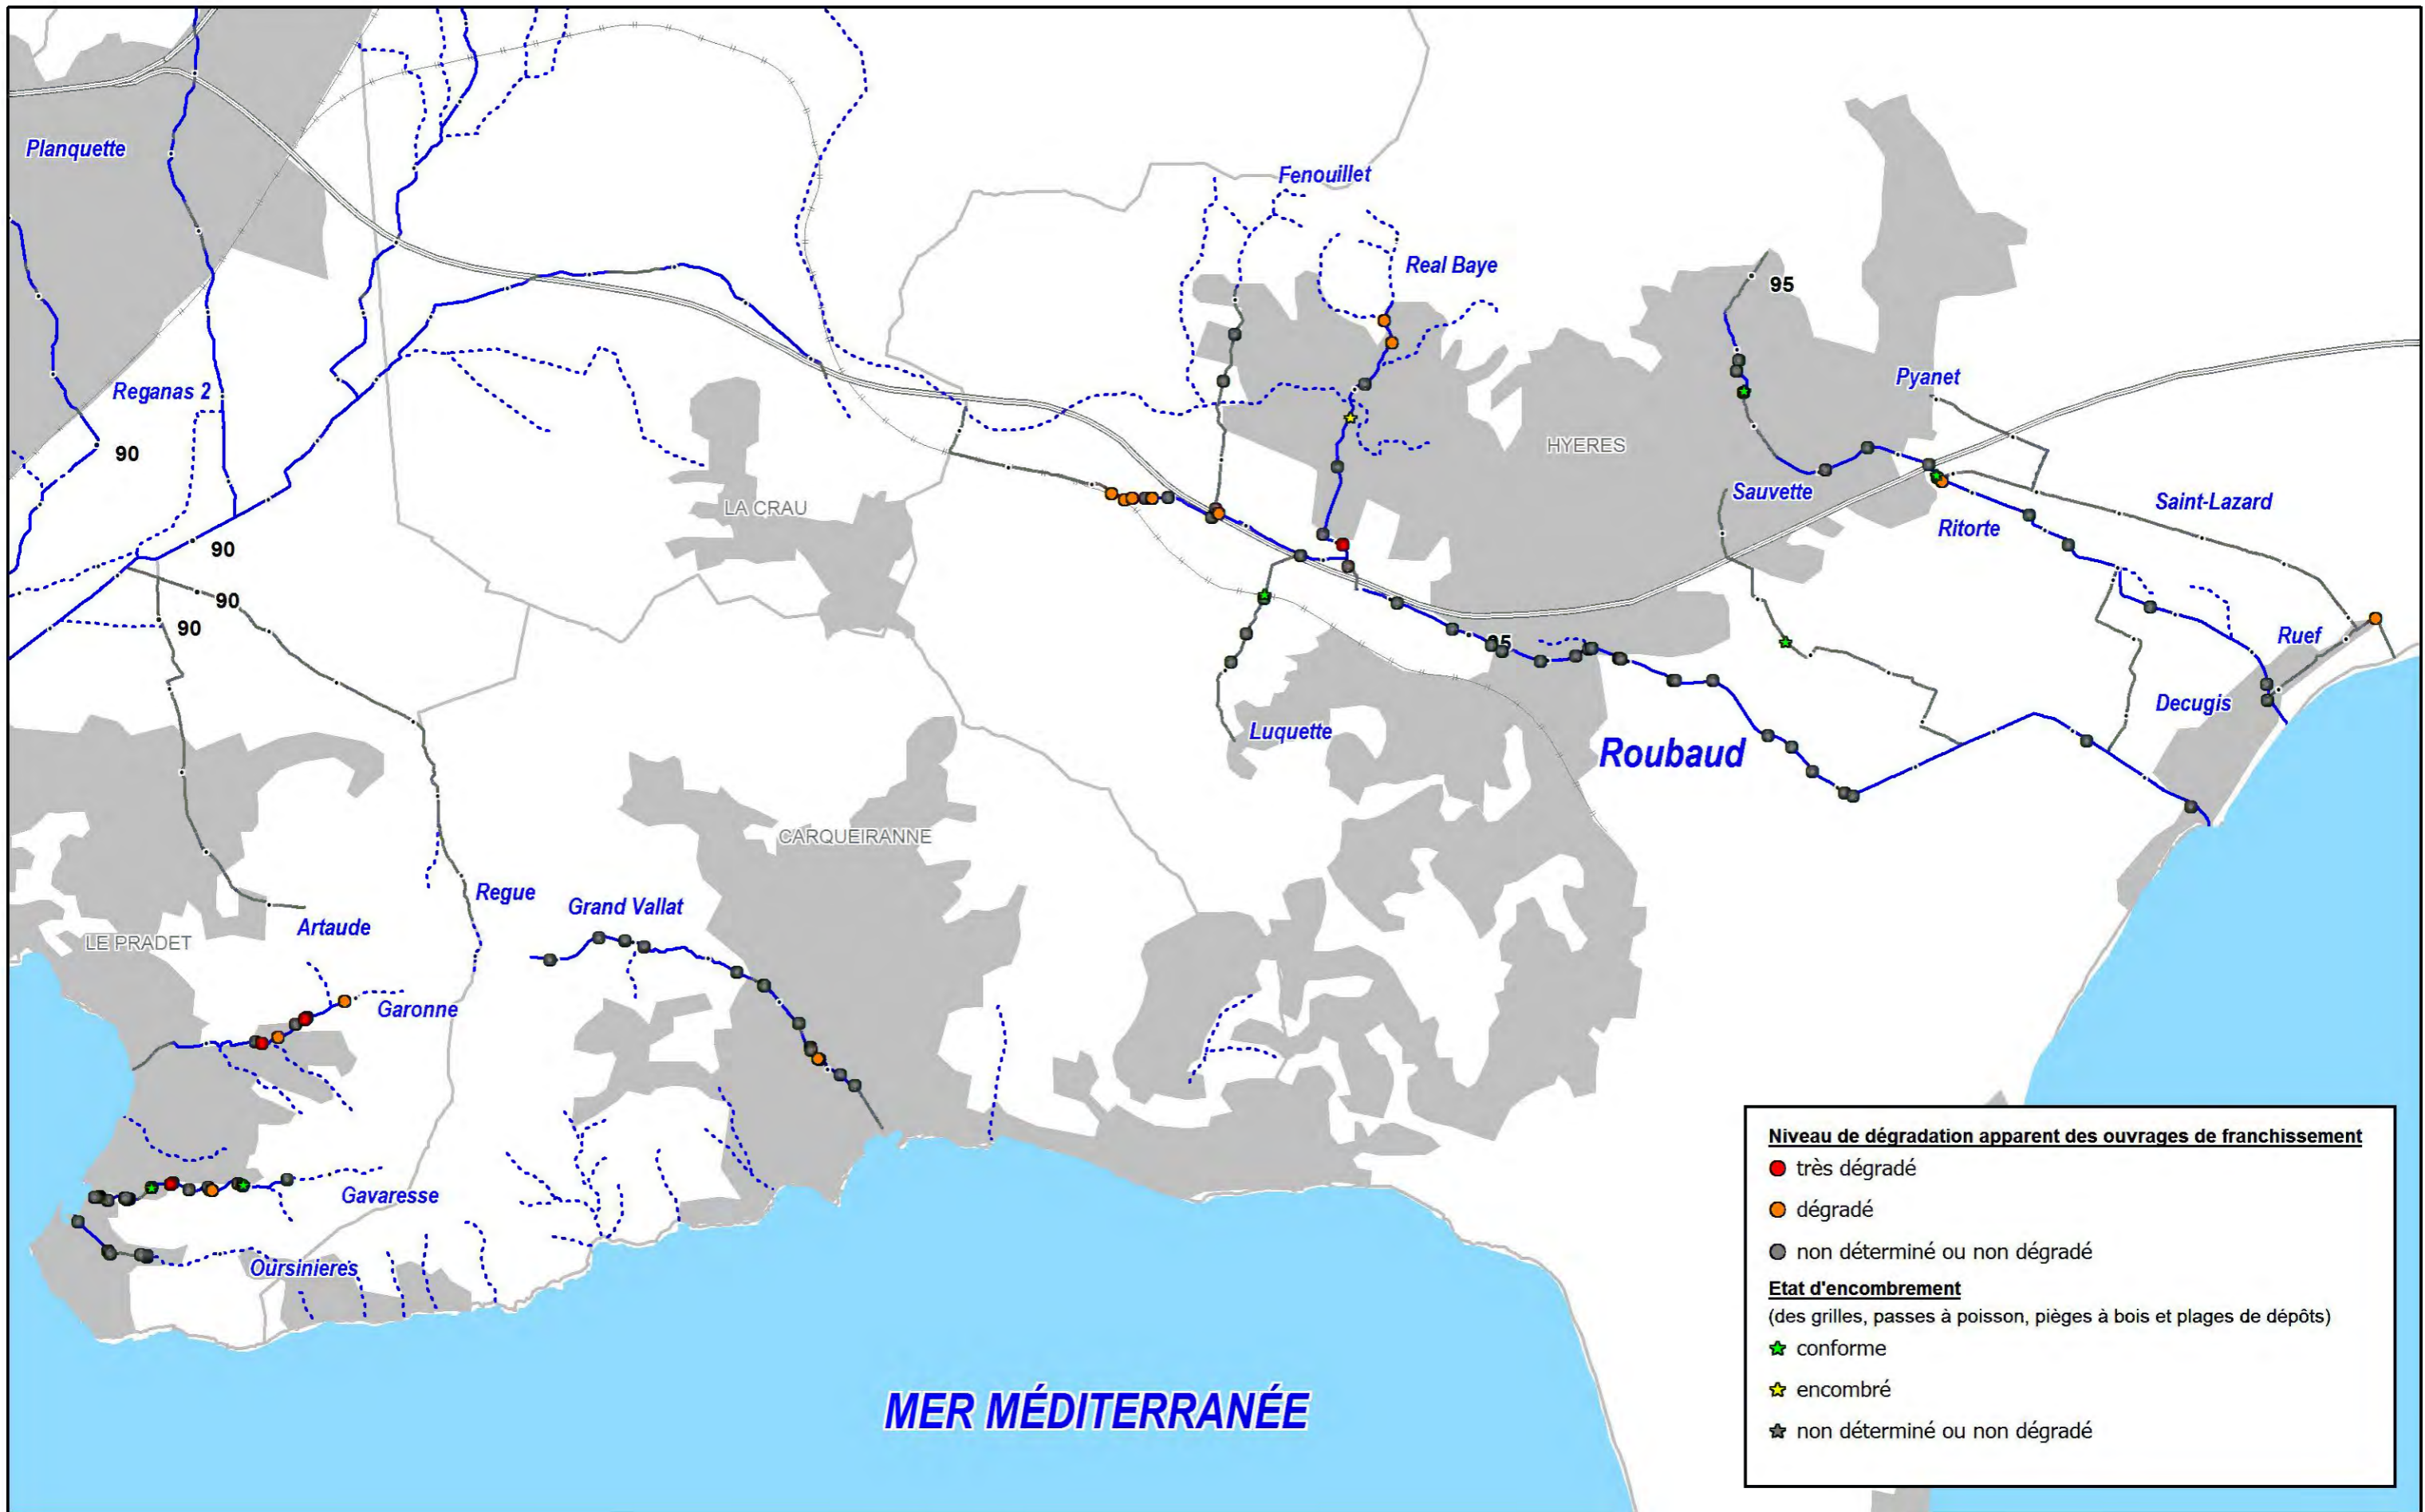 Planquette
Fenouillet
Real Baye
95
Pyanet
Reganas 2
90
HYERES
Sauvette
Saint-Lazard
LA CRAU
Ritorte
90
90
90
95
Ruef
Decugis
Luquette
Roubaud
CARQUEIRANNE
Regue
Grand Vallat
Artaude
LE PRADET
Garonne
Gavaresse
Oursinieres
MER MÉDITERRANÉE
Niveau de dégradation apparent des ouvrages de franchissement
très dégradé
dégradé
non déterminé ou non dégradé
Etat d'encombrement
(des grilles, passes à poisson, pièges à bois et plages de dépôts)
conforme
encombré
non déterminé ou non dégradé